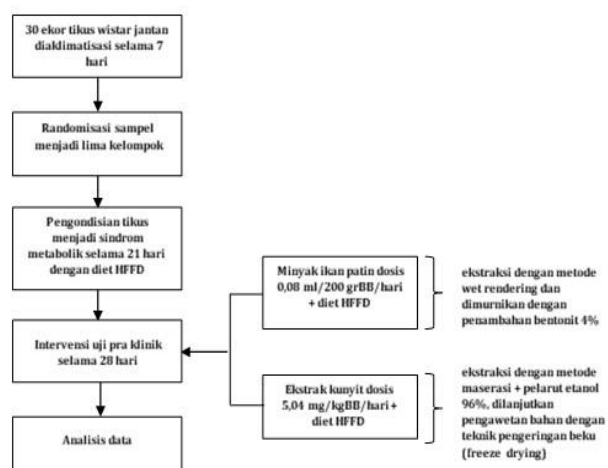 30 ekor tikus wistar jantan
diaklimatisasi selama 7
hari
Randomisasi sampel
menjadi lima kelompok
Pengondisian tikus
menjadi sindrom
metabolik selama 21 hari
dengan diet HFFD
Intervensi uji pra klinik
selama 28 hari
Analisis data
Minyak ikan patin dosis
0,08 ml/200 grBB/hari
+ diet HFFD
ekstraksi dengan metode
wet rendering dan
dimurnikan dengan
penambahan bentonit 4%
Ekstrak kunyit dosis
5,04 mg/kgBB/hari +
diet HFFD
ekstraksi dengan metode
maserasi + pelarut etanol
96%, dilanjutkan
pengawetan bahan dengan
teknik pengeringan beku
(freeze drying)